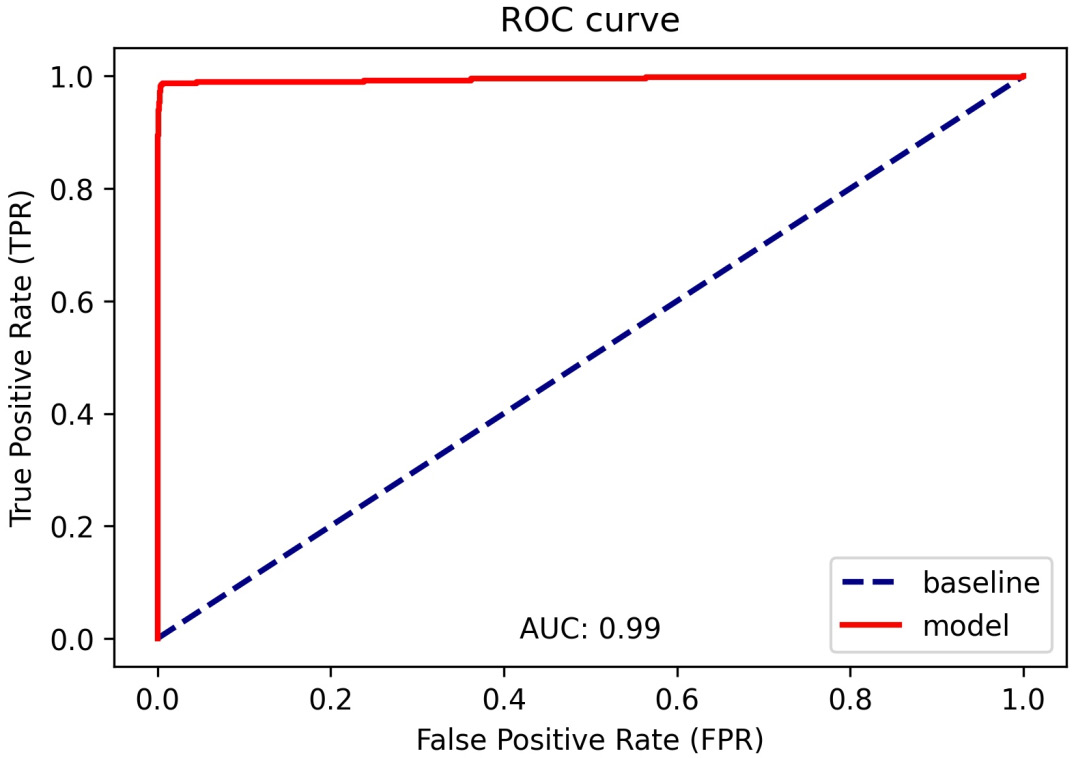 ROC curve
True Positive Rate (TPR)
1.0
0.8
0.6
0.4
0.2
0.0
AUC: 0.99
baseline
model
0.0 0.2 0.4 0.6 0.8 1.0
False Positive Rate (FPR)